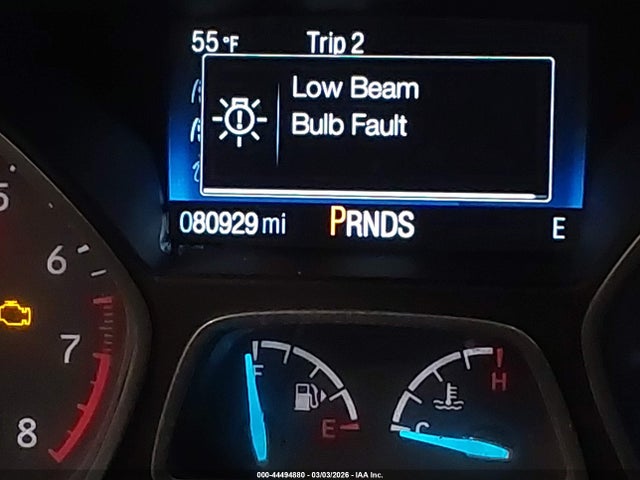 55°F Trip 2
Low Beam
Bulb Fault
080929 mi PRNDS E
5
6
7
8
F
E
C
H
000-44494880 - 03/03/2026 - IAA Inc.